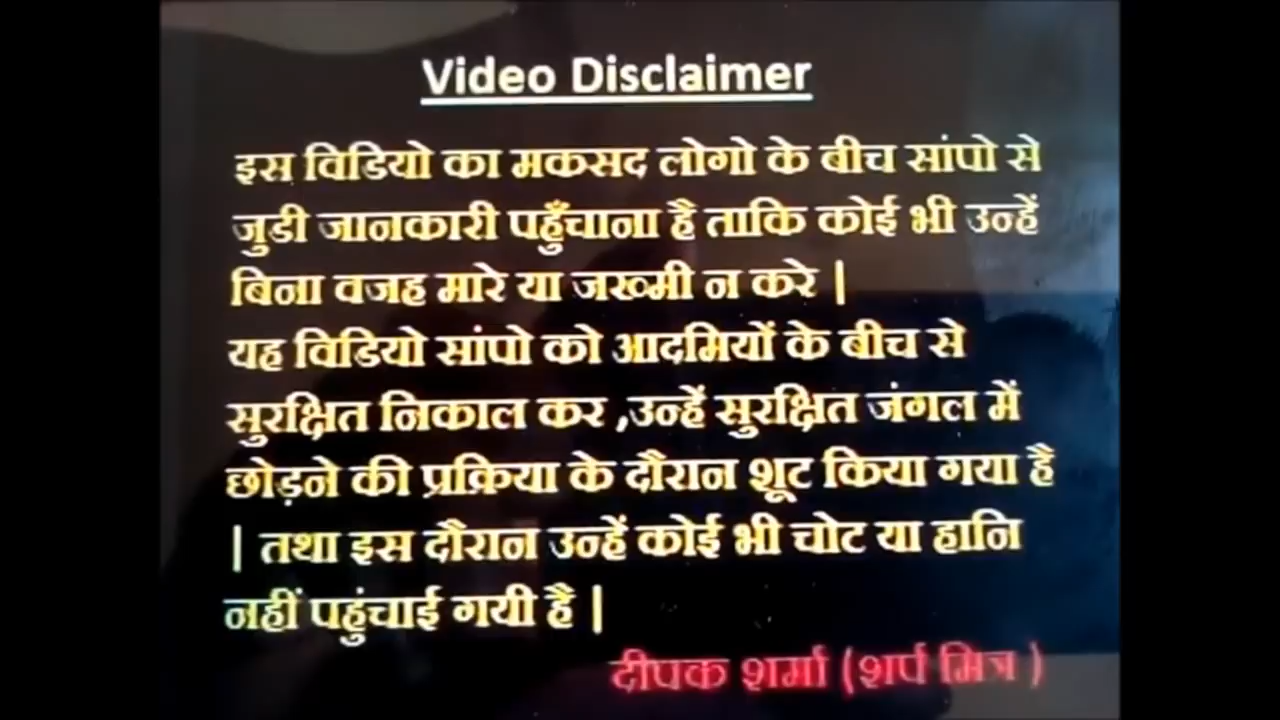 Video Disclaimer
इस विडियो का मकसद लोगो के बीच सांपो से
जुडी जानकारी पहुँचाना है ताकि कोई भी उन्हें
बिना वजह मारे या जख्मी न करे |
यह विडियो सांपो को आदमियों के बीच से
सुरक्षित निकाल कर ,उन्हें सुरक्षित जंगल में
छोड़ने की प्रक्रिया के दौरान शूट किया गया है
| तथा इस दौरान उन्हें कोई भी चोट या हानि
नहीं पहुंचाई गयी है |
दीपक शर्मा (शर्प मित्र )